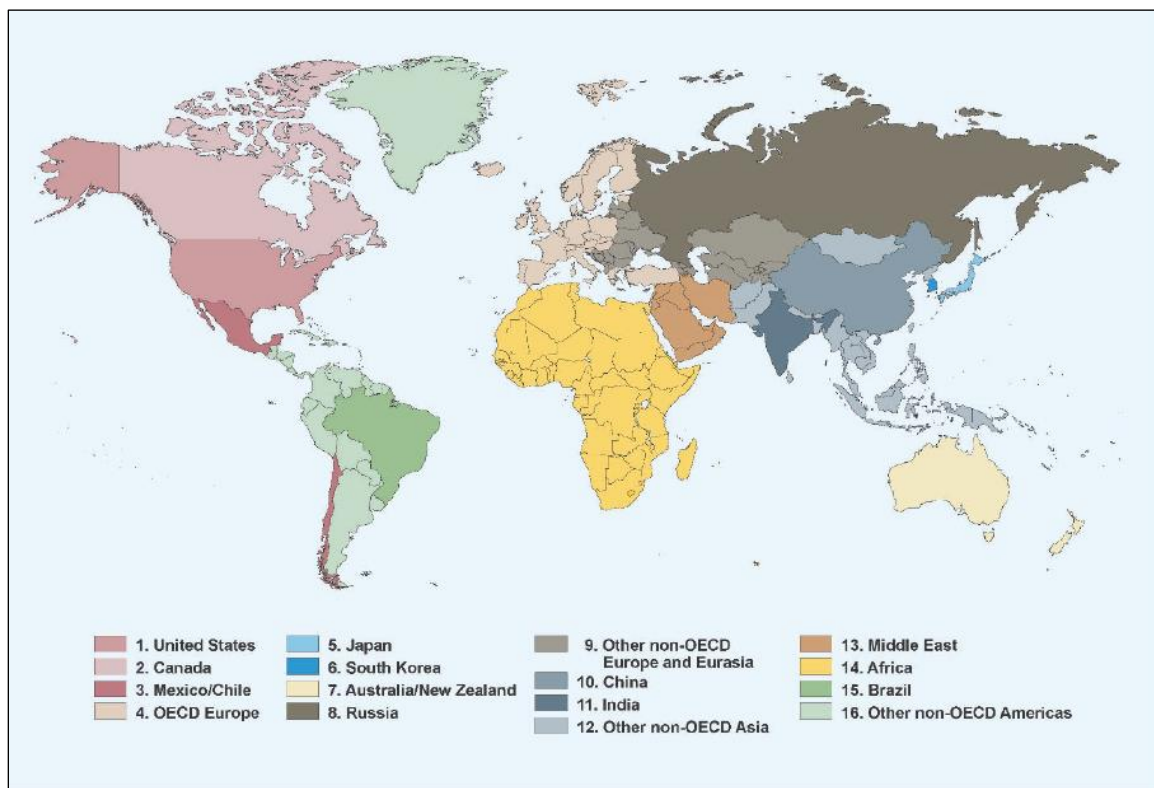 1. United States
2. Canada
3. Mexico/Chile
4. OECD Europe
5. Japan
6. South Korea
7. Australia/New Zealand
8. Russia
9. Other non-OECD
Europe and Eurasia
10. China
11. India
12. Other non-OECD Asia
13. Middle East
14. Africa
15. Brazil
16. Other non-OECD Americas